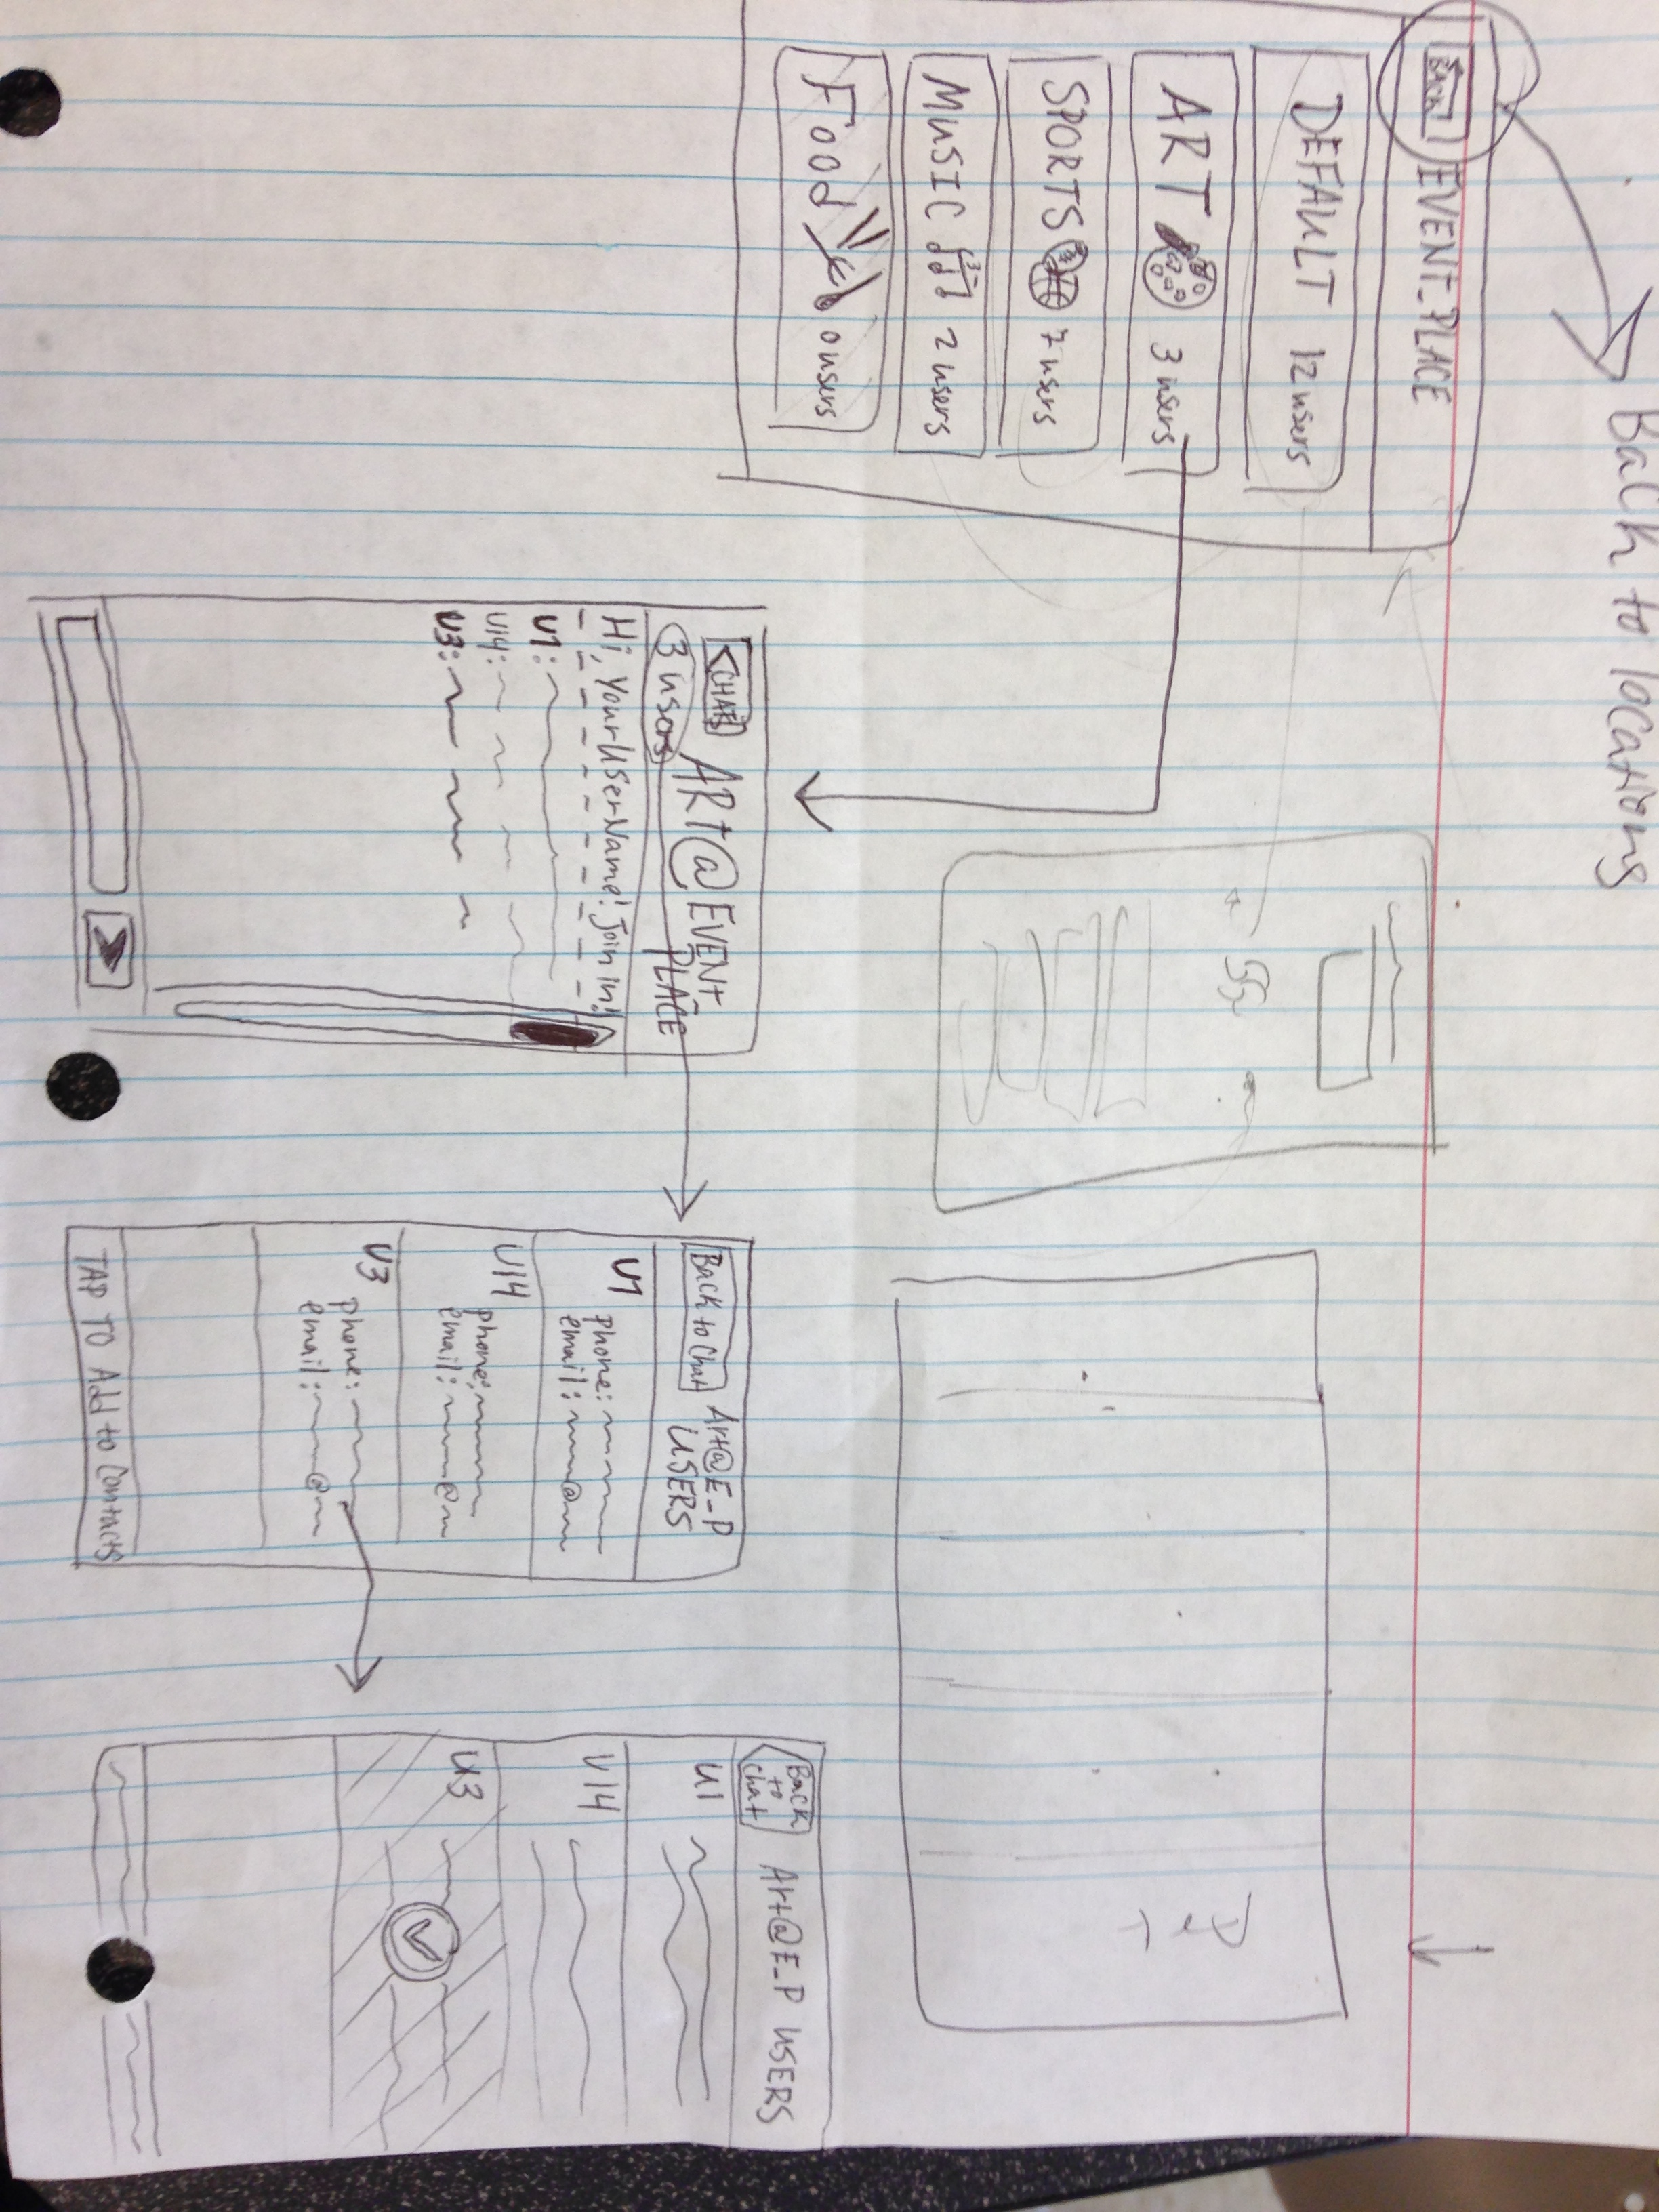 Back to locations
BACK EVENT_PLACE
DEFAULT 12 users
ART 3 users
SPORTS 7 users
MUSIC 2 users
Food 0 users
CHATS ARt@EVENt_
PLACE
3 users
Hi, YourUserName! Join in!
U1:
U14:
U3:
Back to Chat Art@E_P
USERS
U1
phone:
email: @
U14
phone:
email: @
U3
phone:
email: @
TAP TO Add to Contacts
Back
to
chat
Art@E_P USERS
U1
U14
U3